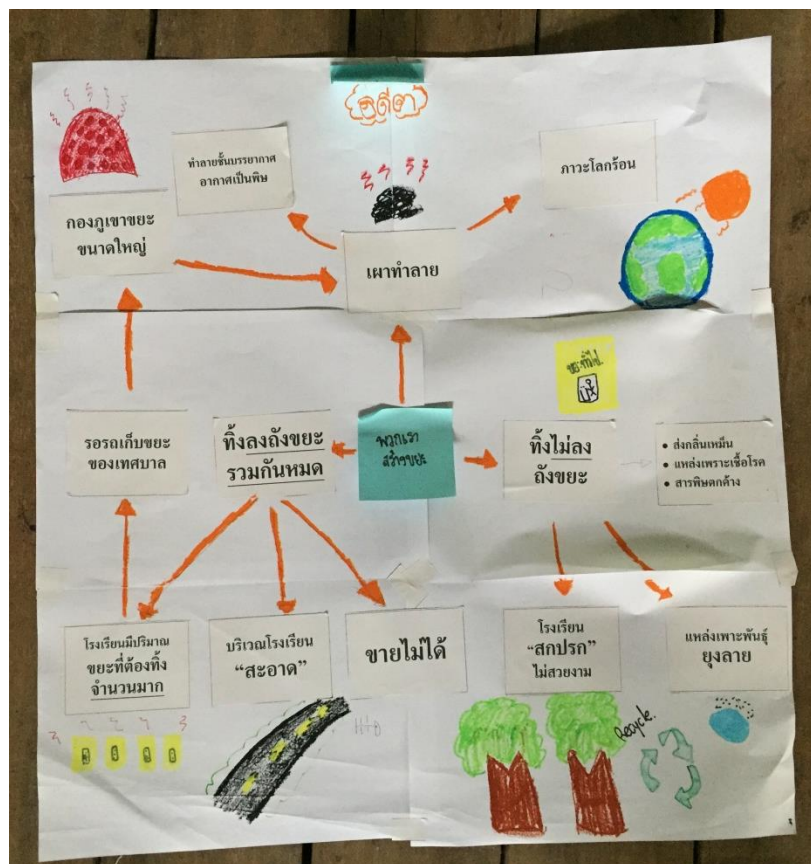 อดีต
ทำลายชั้นบรรยากาศ
อากาศเป็นพิษ
ภาวะโลกร้อน
กองภูเขาขยะ
ขนาดใหญ่
เผาทำลาย
ขยะทั่วไป
รอรถเก็บขยะ
ของเทศบาล
ทิ้งลงถังขยะ
รวมกันหมด
พวกเรา
สร้างขยะ
ทิ้งไม่ลง
ถังขยะ
• ส่งกลิ่นเหม็น
• แหล่งเพราะเชื้อโรค
• สารพิษตกค้าง
โรงเรียนมีปริมาณ
ขยะที่ต้องทิ้ง
จำนวนมาก
บริเวณโรงเรียน
“สะอาด”
ขายไม่ได้
โรงเรียน
“สกปรก”
ไม่สวยงาม
แหล่งเพาะพันธุ์
ยุงลาย
Recycle.